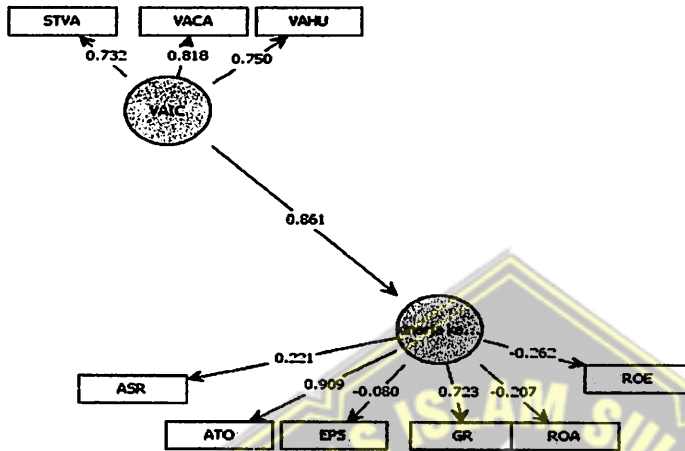 STVA VACA VAHU
0.732 0.818 0.750
VAIC
0.861
0.221 0.909 -0.080 0.723 -0.207 -0.262
ASR ROE
ATO EPS GR ROA
ISLAM